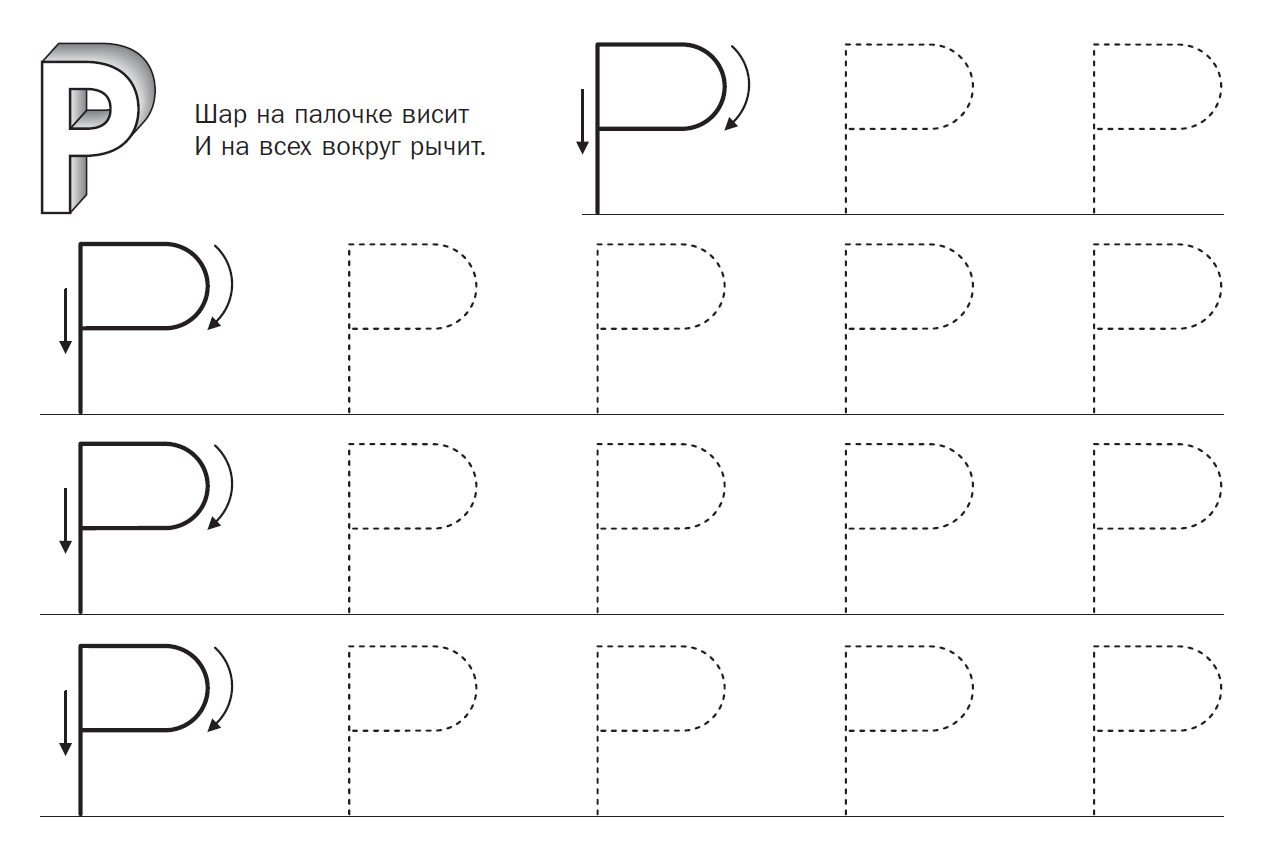 Р
Шар на палочке висит
И на всех вокруг рычит.
Р Р Р
Р Р Р Р Р
Р Р Р Р Р
Р Р Р Р Р